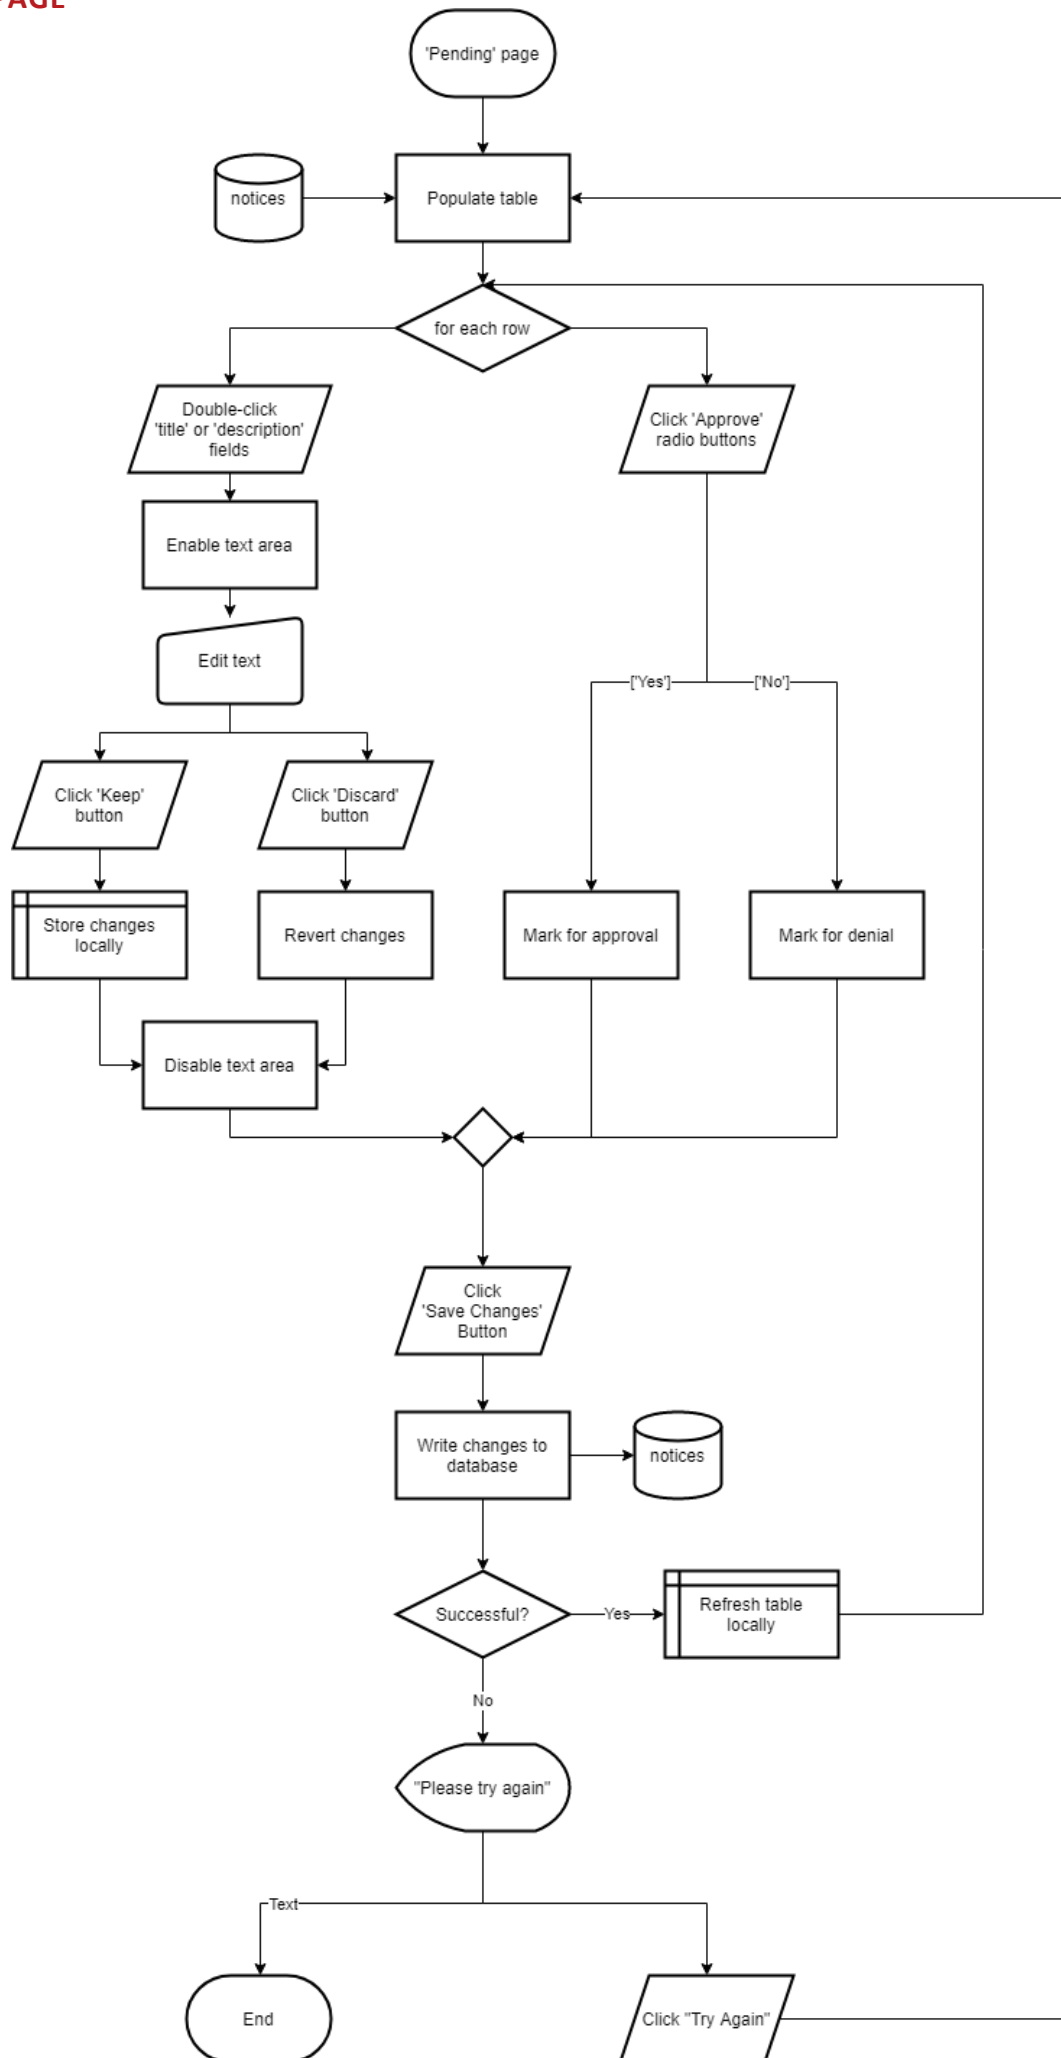 PAGE
'Pending' page
notices
Populate table
for each row
Double-click
'title' or 'description'
fields
Click 'Approve'
radio buttons
Enable text area
Edit text
['Yes']
['No']
Click 'Keep'
button
Click 'Discard'
button
Store changes
locally
Revert changes
Mark for approval
Mark for denial
Disable text area
Click
'Save Changes'
Button
Write changes to
database
notices
Successful?
Yes
Refresh table
locally
No
"Please try again"
Text
End
Click "Try Again"